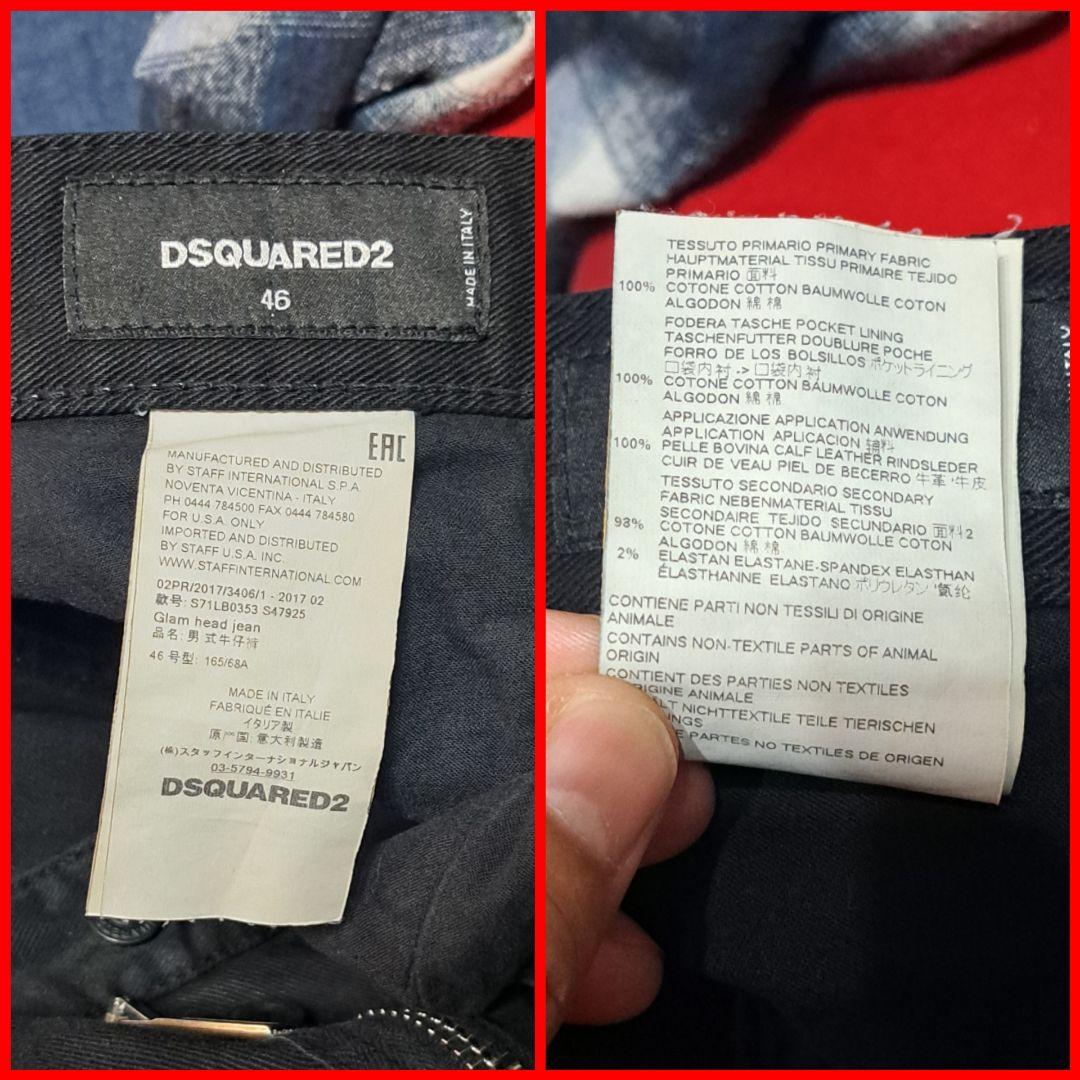 DSQUARED2
46
MADE IN ITALY
EAC
MANUFACTURED AND DISTRIBUTED
BY STAFF INTERNATIONAL S.P.A.
NOVENTA VICENTINA - ITALY
PH 0444 784500 FAX 0444 784580
FOR U.S.A. ONLY
IMPORTED AND DISTRIBUTED
BY STAFF U.S.A. INC.
WWW.STAFFINTERNATIONAL.COM
02PR/2017/3406/1 - 2017 02
款号: S71LB0353 S47925
Glam head jean
品名: 男式牛仔裤
46 号型: 165/68A
MADE IN ITALY
FABRIQUÉ EN ITALIE
イタリア製
原产国: 意大利製造
(株)スタッフインターナショナルジャパン
03-5794-9931
DSQUARED2
TESSUTO PRIMARIO PRIMARY FABRIC
HAUPTMATERIAL TISSU PRIMAIRE TEJIDO
PRIMARIO 面料
100% COTONE COTTON BAUMWOLLE COTON
ALGODON 綿 棉
FODERA TASCHE POCKET LINING
TASCHENFUTTER DOUBLURE POCHE
FORRO DE LOS BOLSILLOS ポケットライニング
口袋内衬 -> 口袋内衬
100% COTONE COTTON BAUMWOLLE COTON
ALGODON 綿 棉
APPLICAZIONE APPLICATION ANWENDUNG
APPLICATION APLICACION 辅料
100% PELLE BOVINA CALF LEATHER RINDSLEDER
CUIR DE VEAU PIEL DE BECERRO 牛革 牛皮
TESSUTO SECONDARIO SECONDARY
FABRIC NEBENMATERIAL TISSU
SECONDAIRE TEJIDO SECUNDARIO 面料2
98% COTONE COTTON BAUMWOLLE COTON
ALGODON 綿 棉
2% ELASTAN ELASTANE-SPANDEX ELASTHAN
ÉLASTHANNE ELASTANO ポリウレタン 氨纶
CONTIENE PARTI NON TESSILI DI ORIGINE
ANIMALE
CONTAINS NON-TEXTILE PARTS OF ANIMAL
ORIGIN
CONTIENT DES PARTIES NON TEXTILES
ORIGINE ANIMALE
NICHTTEXTILE TEILE TIERISCHEN
PARTES NO TEXTILES DE ORIGEN